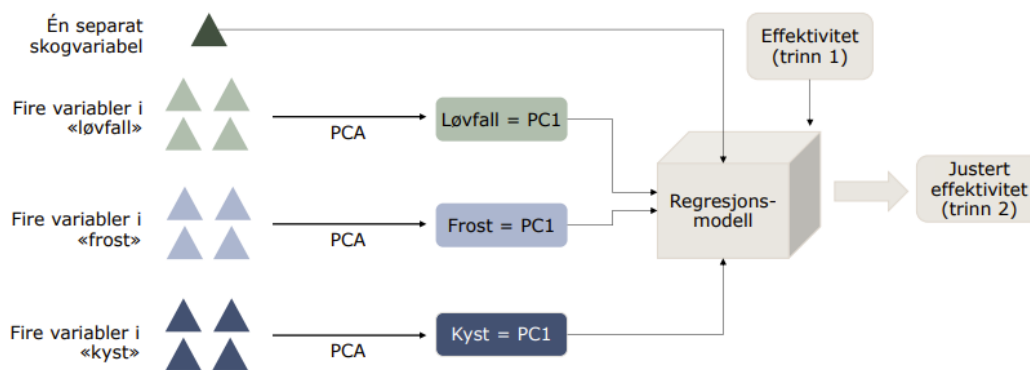 Én separat
skogvariabel
Effektivitet
(trinn 1)
Fire variabler i
«løvfall»
PCA
Løvfall = PC1
Regresjons-
modell
Justert
effektivitet
(trinn 2)
Fire variabler i
«frost»
PCA
Frost = PC1
Fire variabler i
«kyst»
PCA
Kyst = PC1